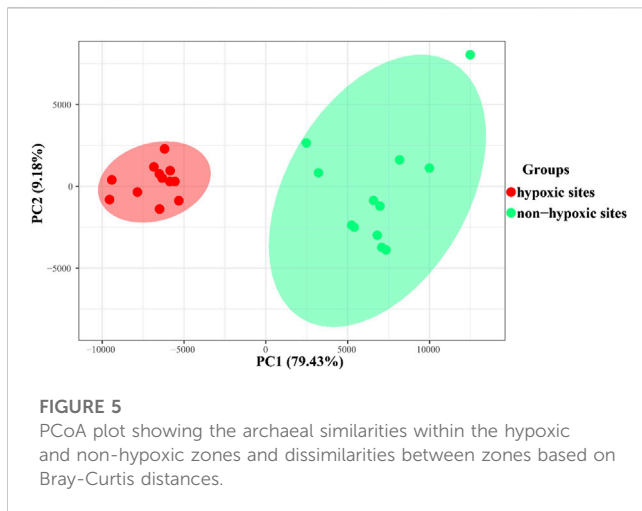 5000
0
-5000
PC2 (9.18%)
-10000
-5000
0
5000
10000
PC1 (79.43%)
Groups
hypoxic sites
non-hypoxic sites
FIGURE 5
PCoA plot showing the archaeal similarities within the hypoxic
and non-hypoxic zones and dissimilarities between zones based on
Bray-Curtis distances.